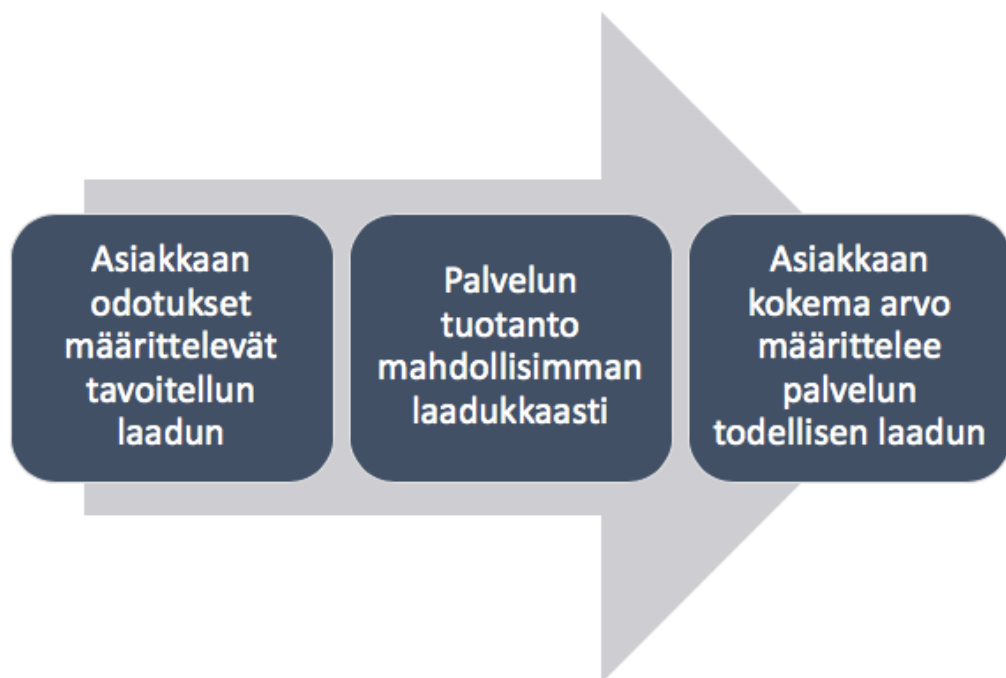 Asiakkaan
odotukset
määrittelevät
tavoitellun
laadun
Palvelun
tuotanto
mahdollisimman
laadukkaasti
Asiakkaan
kokema arvo
määrittelee
palvelun
todellisen laadun